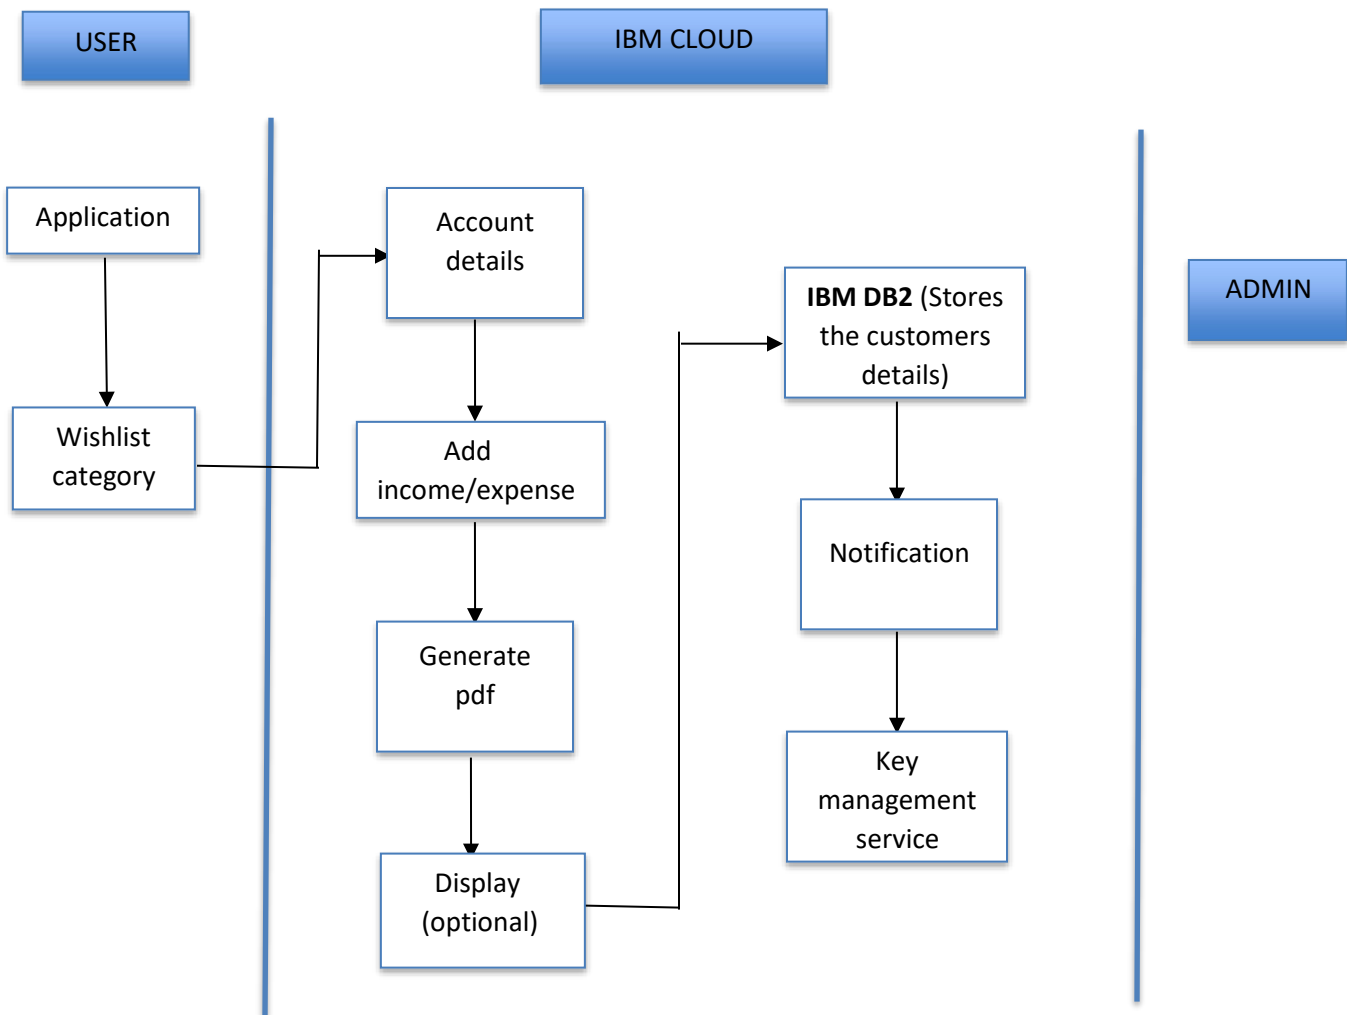 USER
IBM CLOUD
Application
Wishlist
category
Account
details
Add
income/expense
Generate
pdf
Display
(optional)
IBM DB2 (Stores
the customers
details)
Notification
Key
management
service
ADMIN